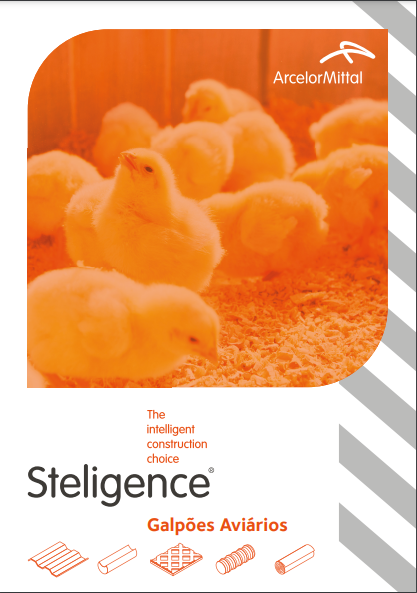 ArcelorMittal
The
intelligent
construction
choice
Steligence®
Galpões Aviários